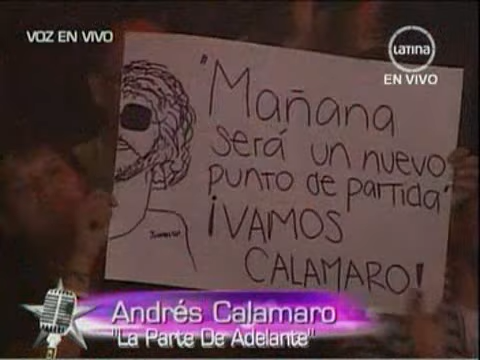 VOZ EN VIVO
LATINA
EN VIVO
"Mañana
será un nuevo
punto de partida"
¡VAMOS
CALAMARO!
Andrés Calamaro
"La Parte De Adelante"